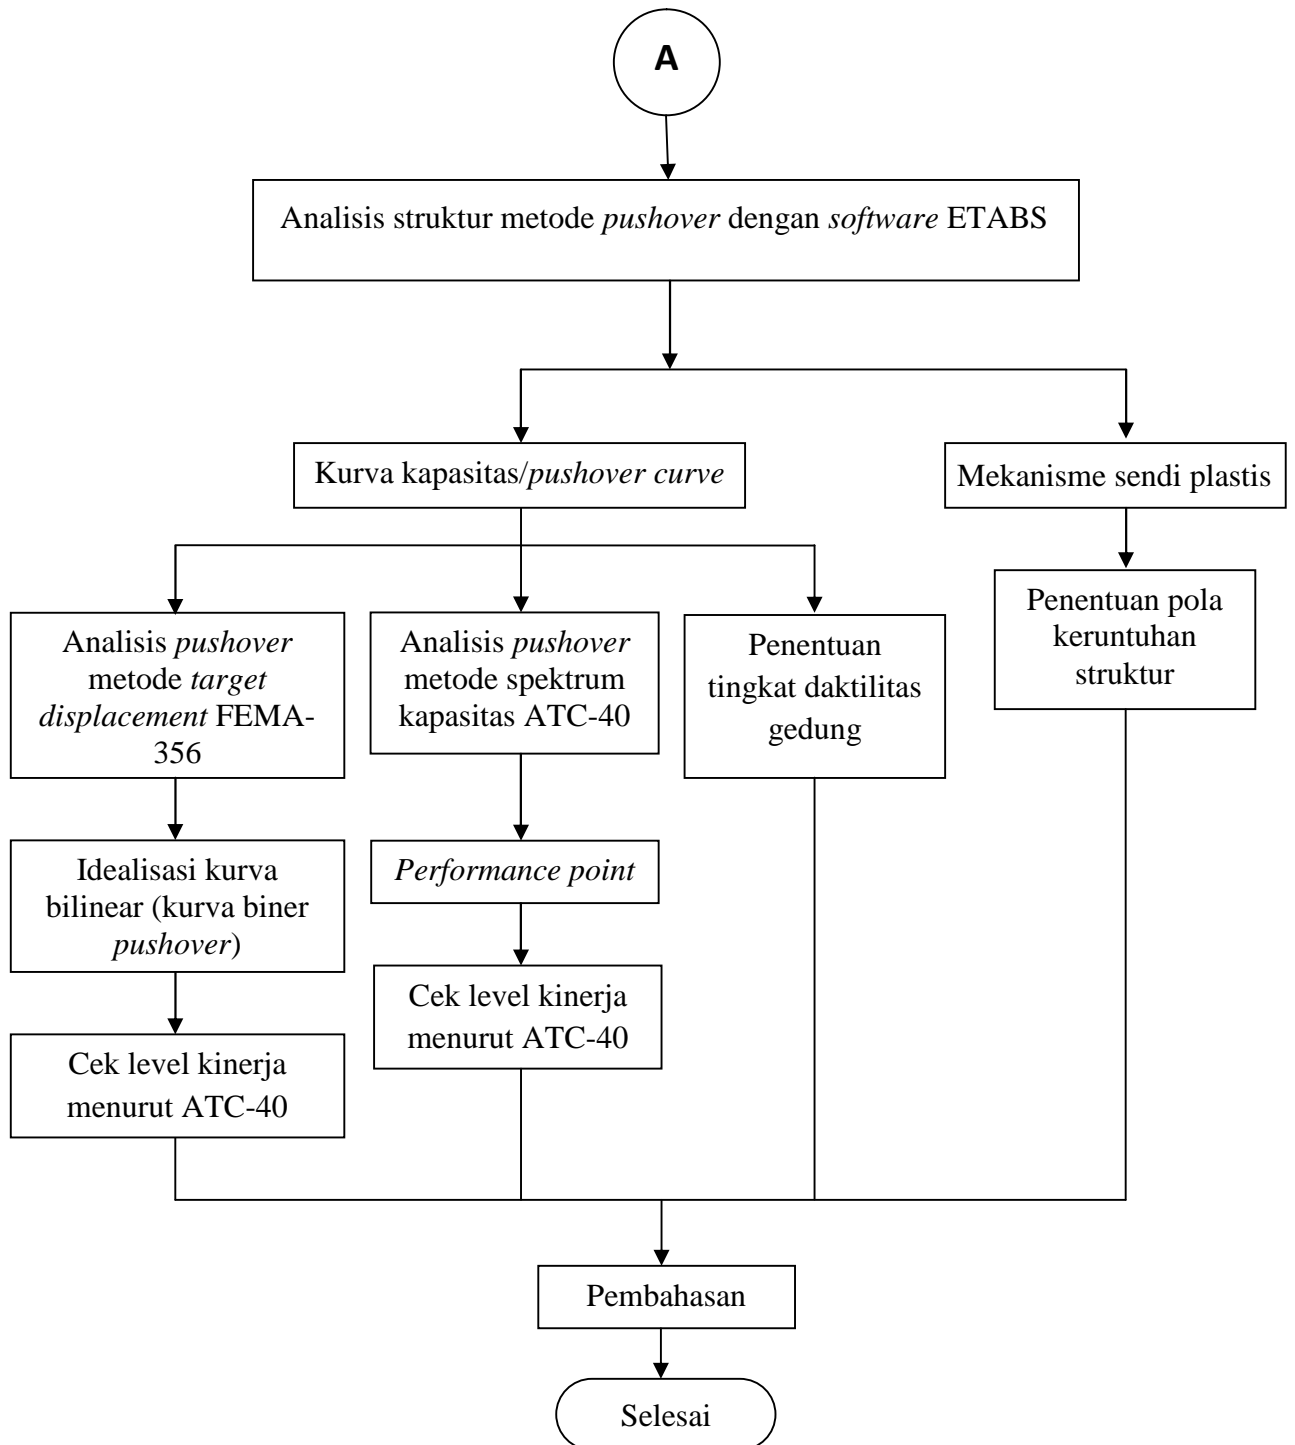 A
Analisis struktur metode pushover dengan software ETABS
Kurva kapasitas/pushover curve
Mekanisme sendi plastis
Analisis pushover
metode target
displacement FEMA-
356
Analisis pushover
metode spektrum
kapasitas ATC-40
Penentuan
tingkat daktilitas
gedung
Penentuan pola
keruntuhan
struktur
Idealisasi kurva
bilinear (kurva biner
pushover)
Performance point
Cek level kinerja
menurut ATC-40
Cek level kinerja
menurut ATC-40
Pembahasan
Selesai